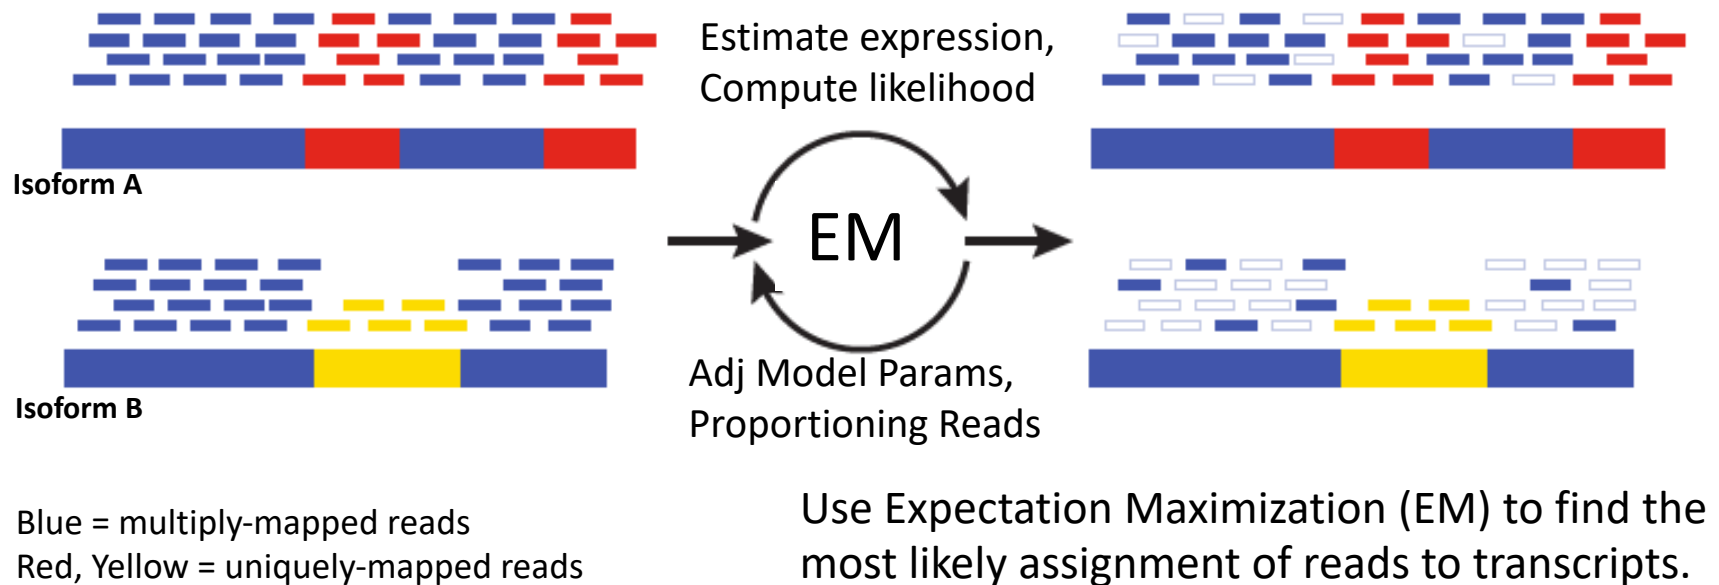 Estimate expression,
Compute likelihood
Isoform A
EM
Isoform B
Adj Model Params,
Proportioning Reads
Blue = multiply-mapped reads
Red, Yellow = uniquely-mapped reads
Use Expectation Maximization (EM) to find the
most likely assignment of reads to transcripts.